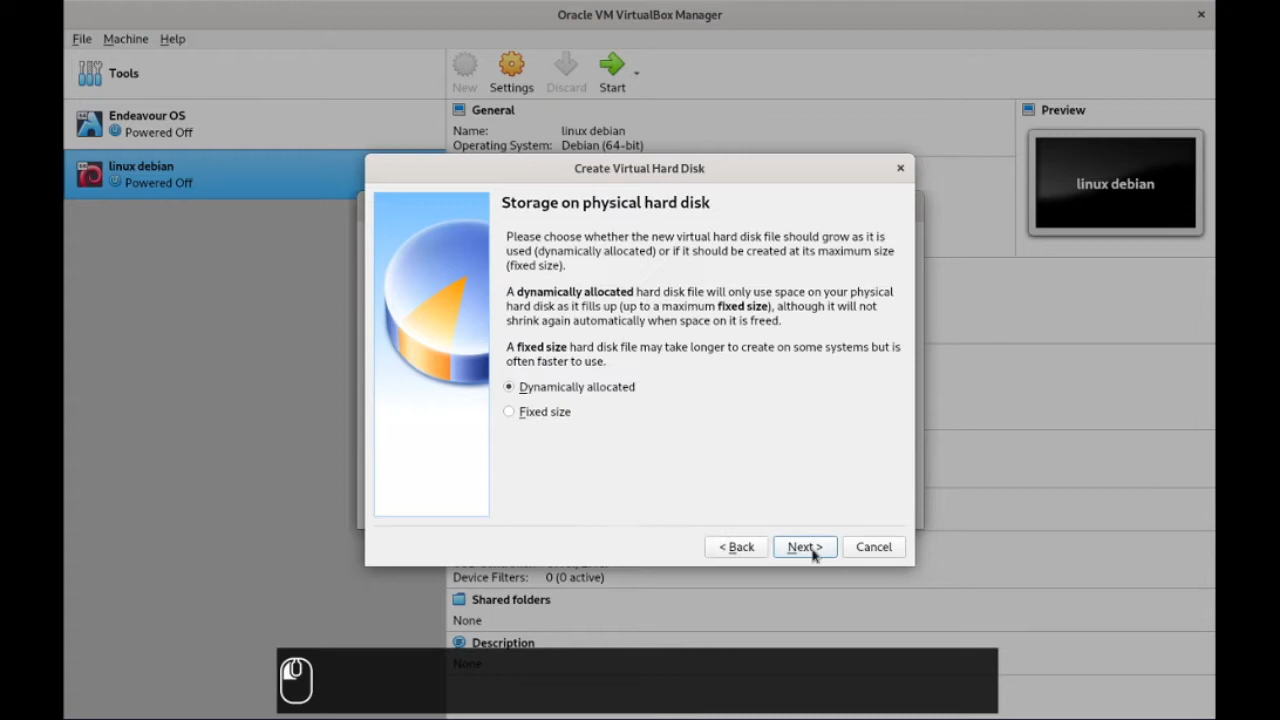 Oracle VM VirtualBox Manager
File Machine Help
Tools
New Settings Discard Start
Endeavour OS
Powered Off
linux debian
Powered Off
General
Name: linux debian
Operating System: Debian (64-bit)
Preview
linux debian
Create Virtual Hard Disk
Storage on physical hard disk
Please choose whether the new virtual hard disk file should grow as it is
used (dynamically allocated) or if it should be created at its maximum size
(fixed size).
A dynamically allocated hard disk file will only use space on your physical
hard disk as it fills up (up to a maximum fixed size), although it will not
shrink again automatically when space on it is freed.
A fixed size hard disk file may take longer to create on some systems but is
often faster to use.
Dynamically allocated
Fixed size
< Back Next > Cancel
Device Filters: 0 (0 active)
Shared folders
None
Description
None